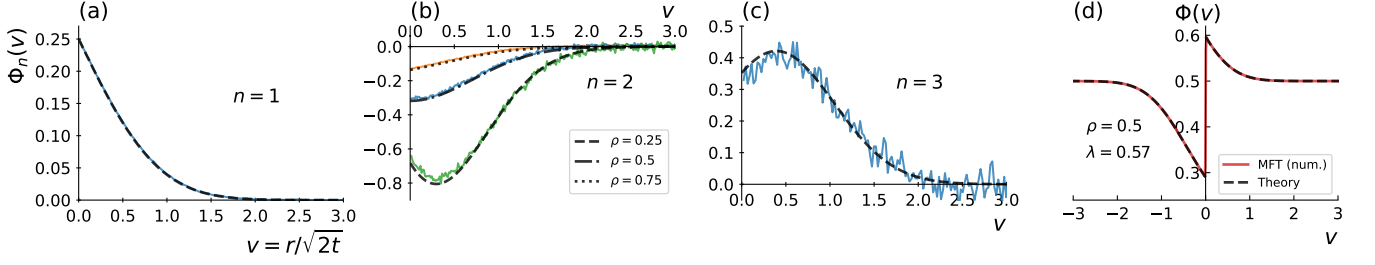 (a)
Φₙ(v)
0.25
0.20
0.15
0.10
0.05
0.00
n = 1
0.0 0.5 1.0 1.5 2.0 2.5 3.0
v = r/√2t
(b)
v
0.0 0.5 1.0 1.5 2.0 2.5 3.0
0.0
−0.2
−0.4
−0.6
−0.8
n = 2
ρ = 0.25
ρ = 0.5
ρ = 0.75
(c)
0.5
0.4
0.3
0.2
0.1
0.0
n = 3
0.0 0.5 1.0 1.5 2.0 2.5 3.0
v
(d)
Φ(v)
0.6
0.5
0.4
0.3
ρ = 0.5
λ = 0.57
MFT (num.)
Theory
−3 −2 −1 0 1 2 3
v